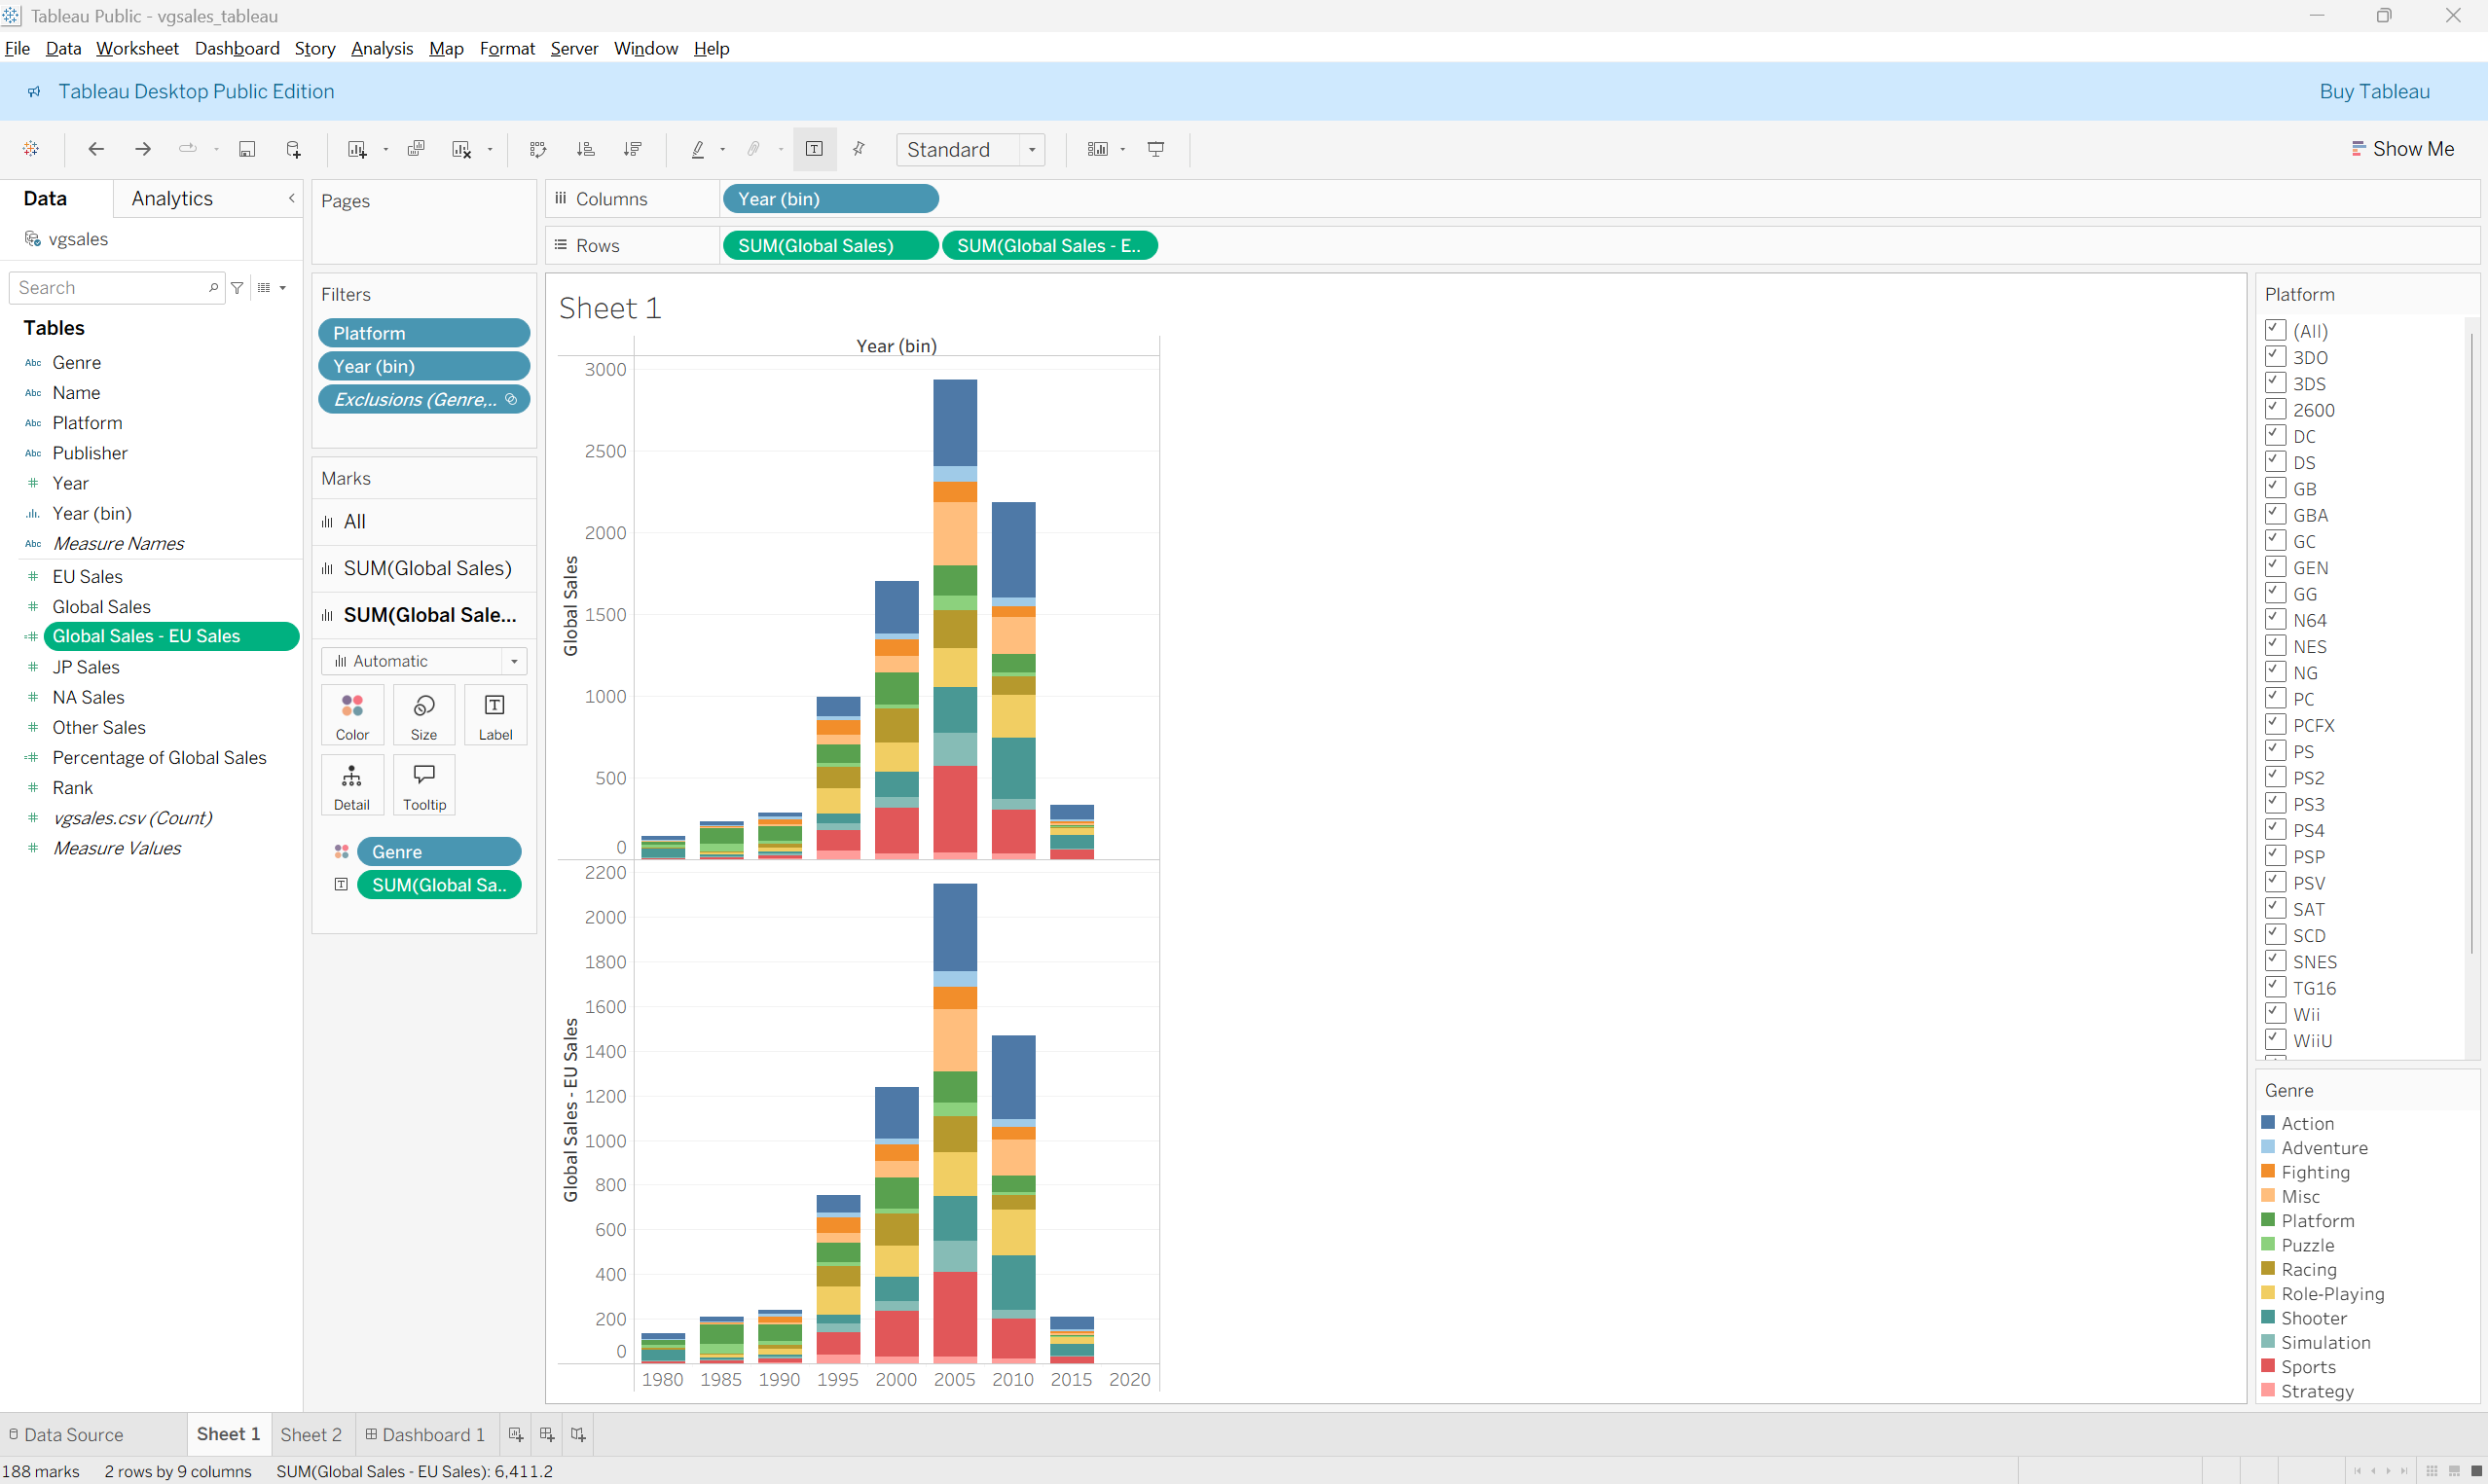 Tableau Public - vgsales_tableau
File Data Worksheet Dashboard Story Analysis Map Format Server Window Help
Tableau Desktop Public Edition
Buy Tableau
Standard
Show Me
Data
Analytics
vgsales
Search
Tables
Abc Genre
Abc Name
Abc Platform
Abc Publisher
# Year
Year (bin)
Abc Measure Names
# EU Sales
# Global Sales
=# Global Sales - EU Sales
# JP Sales
# NA Sales
# Other Sales
=# Percentage of Global Sales
# Rank
# vgsales.csv (Count)
# Measure Values
Pages
Filters
Platform
Year (bin)
Exclusions (Genre,..
Marks
All
SUM(Global Sales)
SUM(Global Sale...
Automatic
Color
Size
Label
Detail
Tooltip
Genre
SUM(Global Sa..
Columns
Year (bin)
Rows
SUM(Global Sales)
SUM(Global Sales - E..
Sheet 1
Year (bin)
Global Sales
3000
2500
2000
1500
1000
500
0
Global Sales - EU Sales
2200
2000
1800
1600
1400
1200
1000
800
600
400
200
0
1980 1985 1990 1995 2000 2005 2010 2015 2020
Platform
(All)
3DO
3DS
2600
DC
DS
GB
GBA
GC
GEN
GG
N64
NES
NG
PC
PCFX
PS
PS2
PS3
PS4
PSP
PSV
SAT
SCD
SNES
TG16
Wii
WiiU
Genre
Action
Adventure
Fighting
Misc
Platform
Puzzle
Racing
Role-Playing
Shooter
Simulation
Sports
Strategy
Data Source
Sheet 1
Sheet 2
Dashboard 1
188 marks
2 rows by 9 columns
SUM(Global Sales - EU Sales): 6,411.2